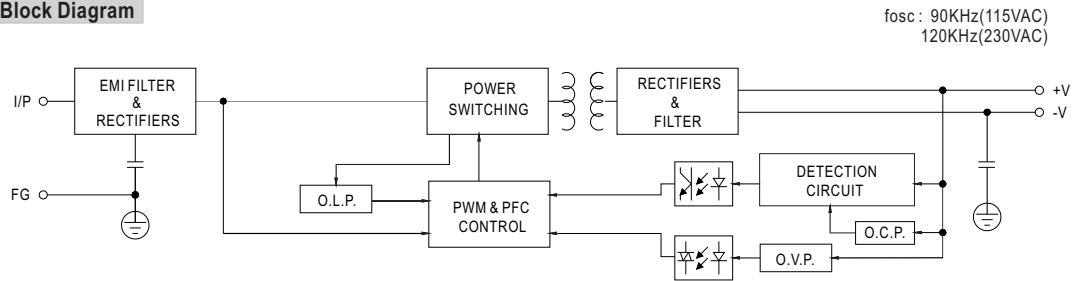 Block Diagram
fosc : 90KHz(115VAC)
120KHz(230VAC)
I/P
EMI FILTER
&
RECTIFIERS
POWER
SWITCHING
RECTIFIERS
&
FILTER
+V
-V
FG
O.L.P.
PWM & PFC
CONTROL
DETECTION
CIRCUIT
O.C.P.
O.V.P.